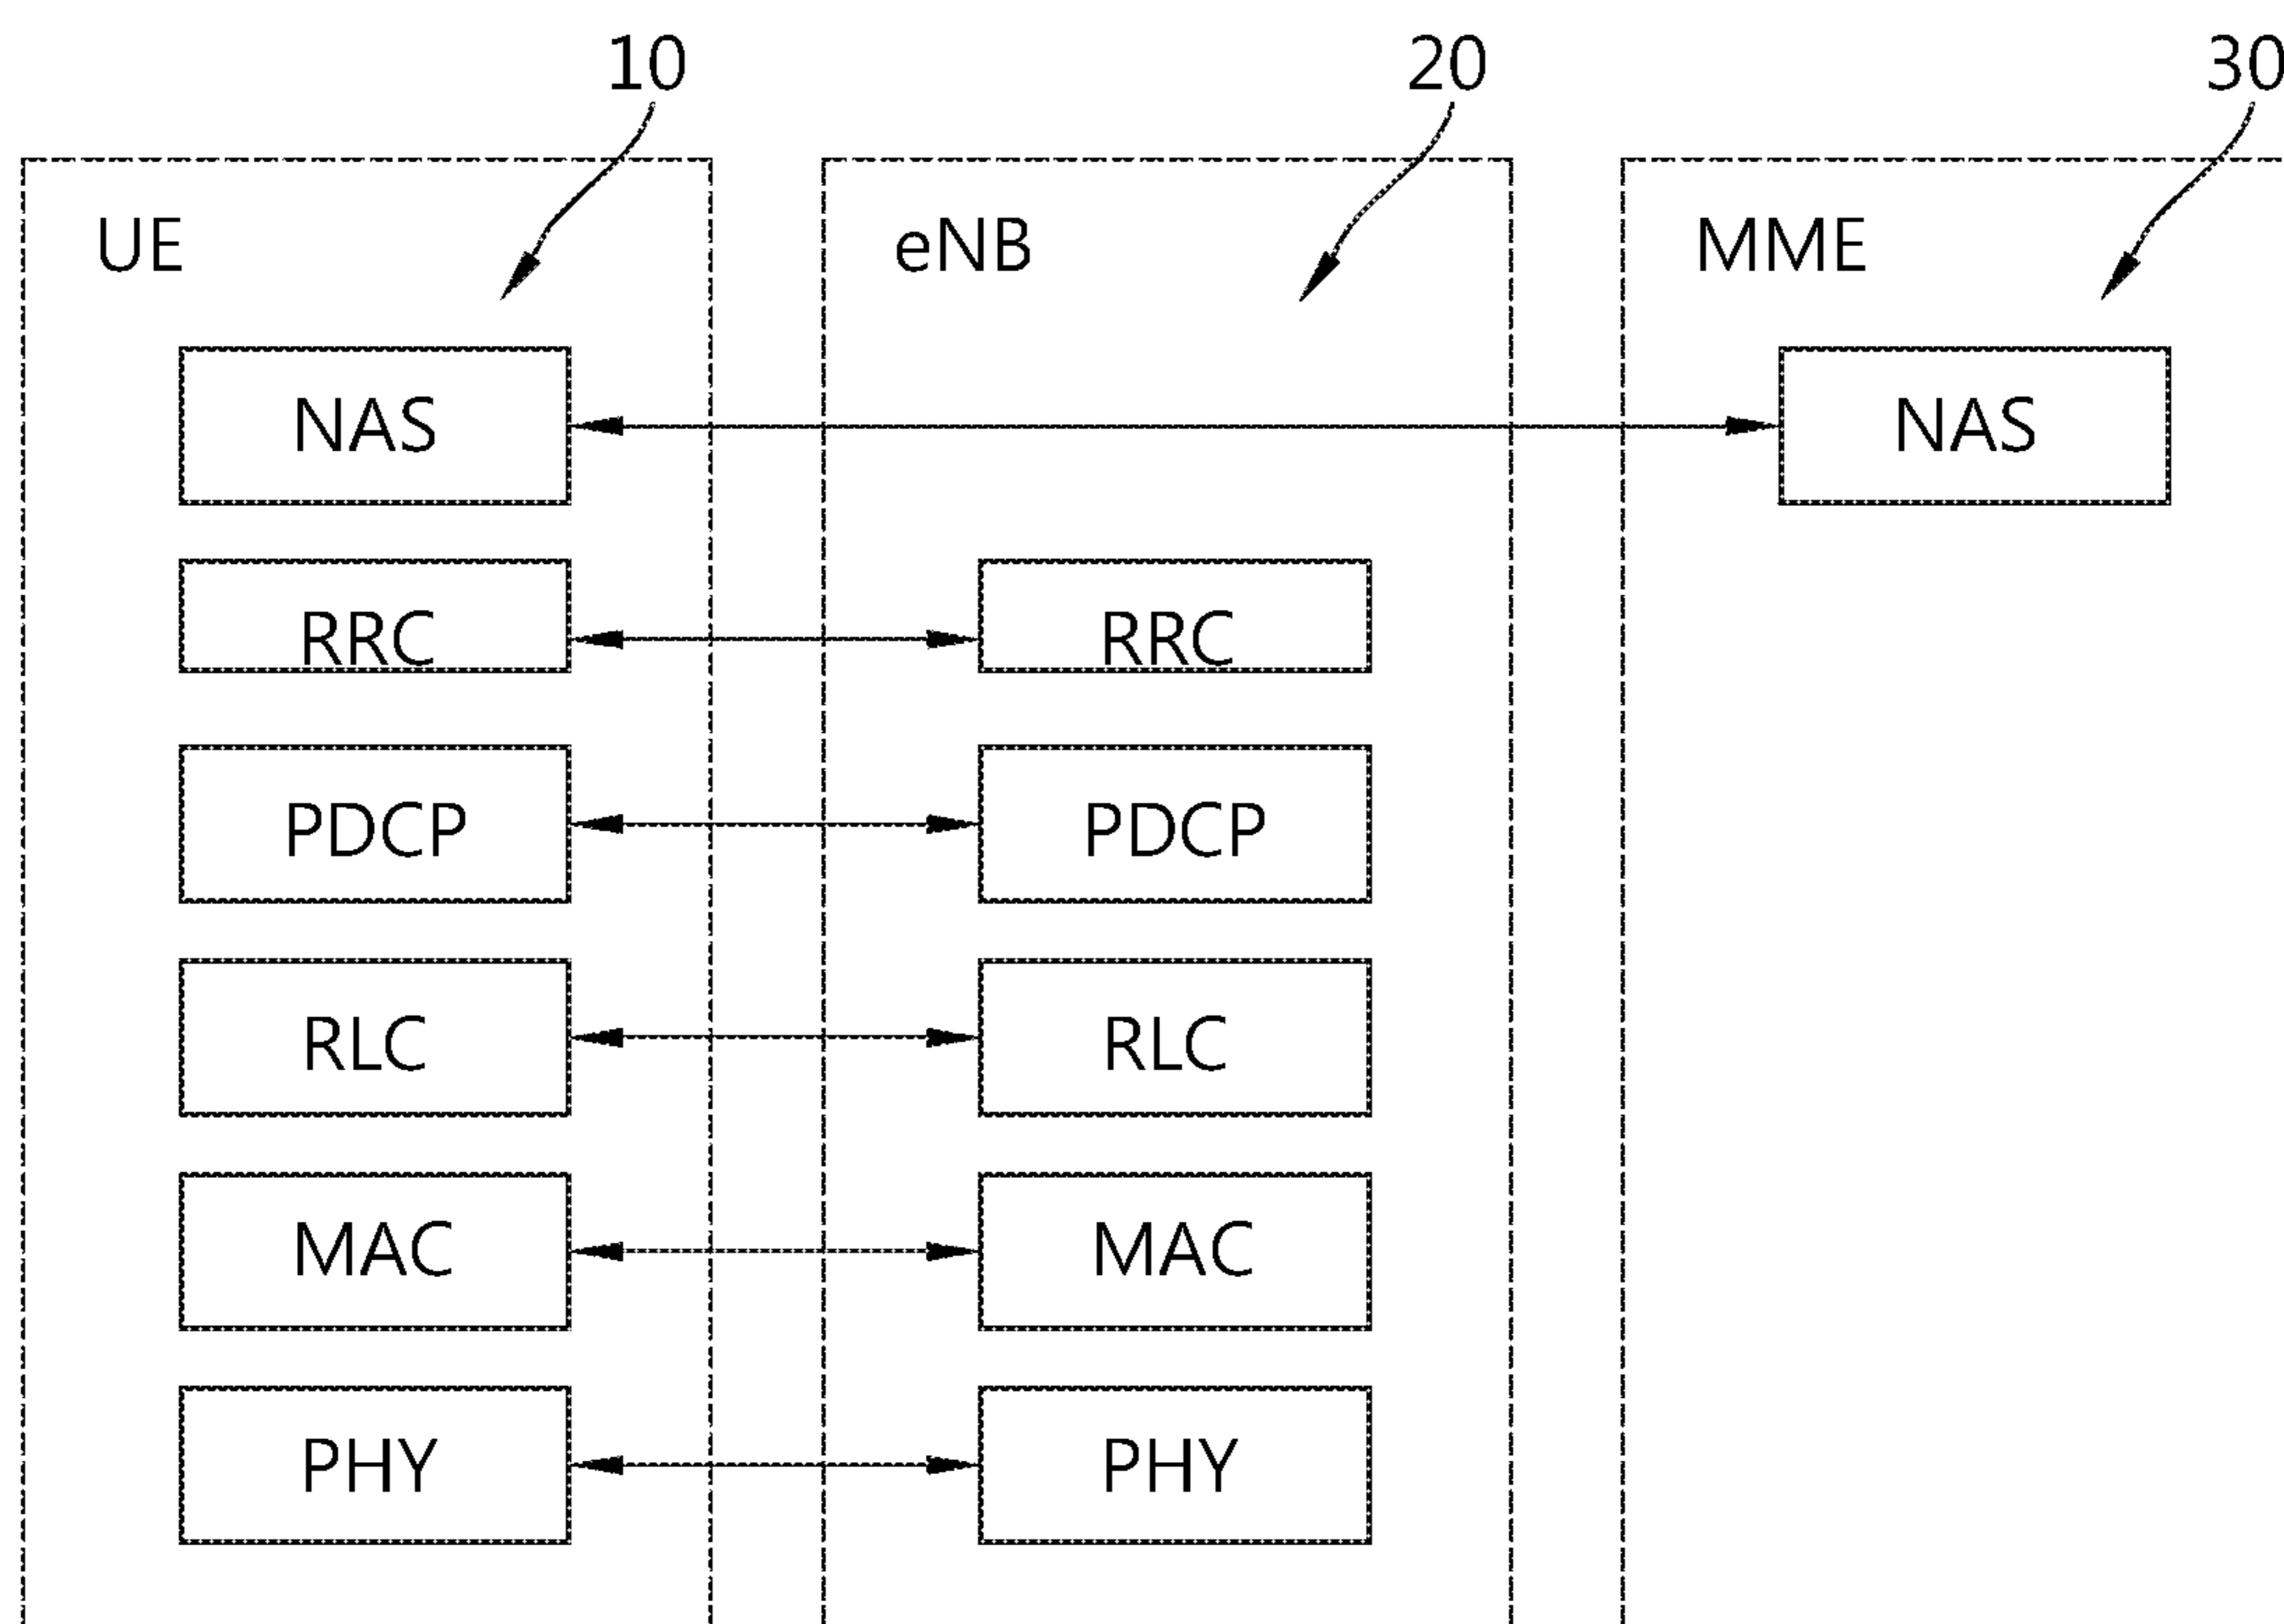 10 20 30
UE eNB MME
NAS NAS
RRC RRC
PDCP PDCP
RLC RLC
MAC MAC
PHY PHY